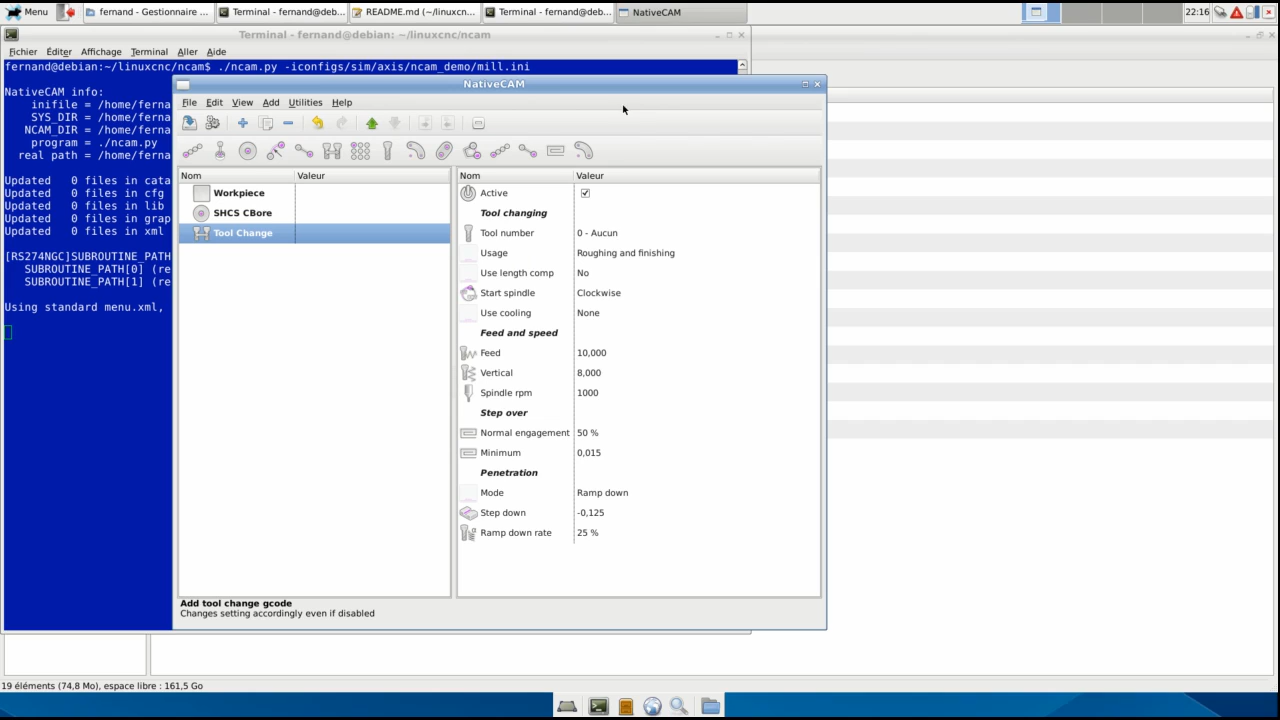 Menu
fernand - Gestionnaire ...
Terminal - fernand@deb...
README.md (~/linuxcn...
Terminal - fernand@deb...
NativeCAM
22:16
Terminal - fernand@debian: ~/linuxcnc/ncam
Fichier Éditer Affichage Terminal Aller Aide
fernand@debian:~/linuxcnc/ncam$ ./ncam.py -iconfigs/sim/axis/ncam_demo/mill.ini
NativeCAM info:
inifile = /home/ferna
SYS_DIR = /home/ferna
NCAM_DIR = /home/ferna
program = ./ncam.py
real path = /home/ferna
Updated 0 files in cata
Updated 0 files in cfg
Updated 0 files in lib
Updated 0 files in grap
Updated 0 files in xml
[RS274NGC]SUBROUTINE_PATH
SUBROUTINE_PATH[0] (re
SUBROUTINE_PATH[1] (re
Using standard menu.xml,
NativeCAM
File Edit View Add Utilities Help
Nom Valeur
Workpiece
SHCS CBore
Tool Change
Nom Valeur
Active
Tool changing
Tool number 0 - Aucun
Usage Roughing and finishing
Use length comp No
Start spindle Clockwise
Use cooling None
Feed and speed
Feed 10,000
Vertical 8,000
Spindle rpm 1000
Step over
Normal engagement 50 %
Minimum 0,015
Penetration
Mode Ramp down
Step down -0,125
Ramp down rate 25 %
Add tool change gcode
Changes setting accordingly even if disabled
19 éléments (74,8 Mo), espace libre : 161,5 Go